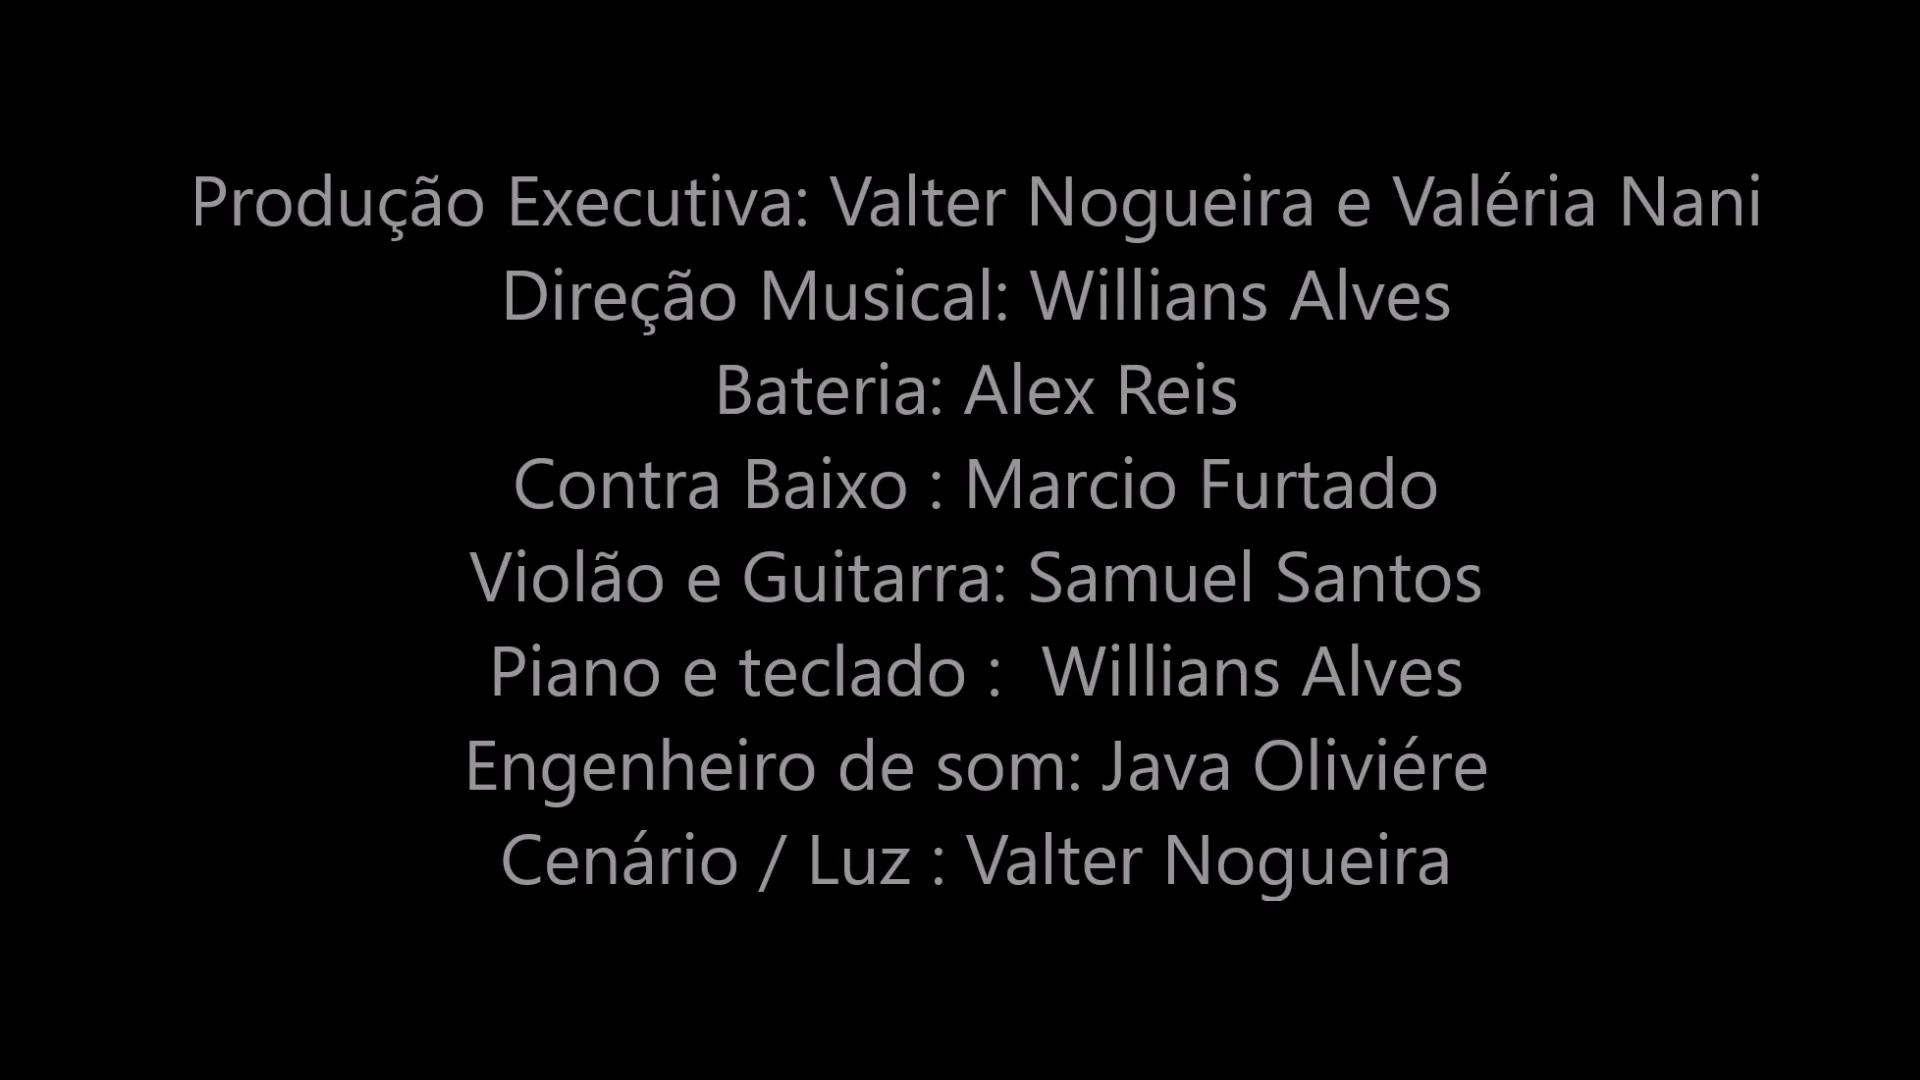 Produção Executiva: Valter Nogueira e Valéria Nani
Direção Musical: Willians Alves
Bateria: Alex Reis
Contra Baixo : Marcio Furtado
Violão e Guitarra: Samuel Santos
Piano e teclado :  Willians Alves
Engenheiro de som: Java Oliviére
Cenário / Luz : Valter Nogueira